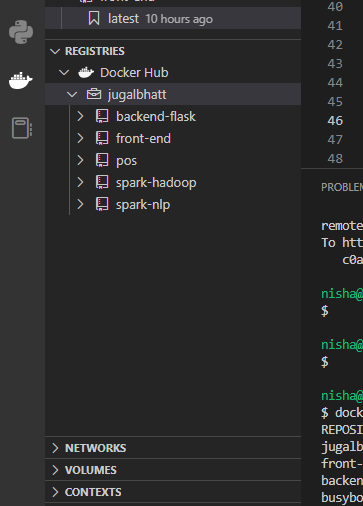 front-end
latest 10 hours ago
REGISTRIES
Docker Hub
jugalbhatt
backend-flask
front-end
pos
spark-hadoop
spark-nlp
NETWORKS
VOLUMES
CONTEXTS
40
41
42
43
44
45
46
47
48
PROBLEM
remote
To htt
c0a
nisha@
$
nisha@
$
nisha@
$ dock
REPOSI
jugalb
front-
backen
busybo